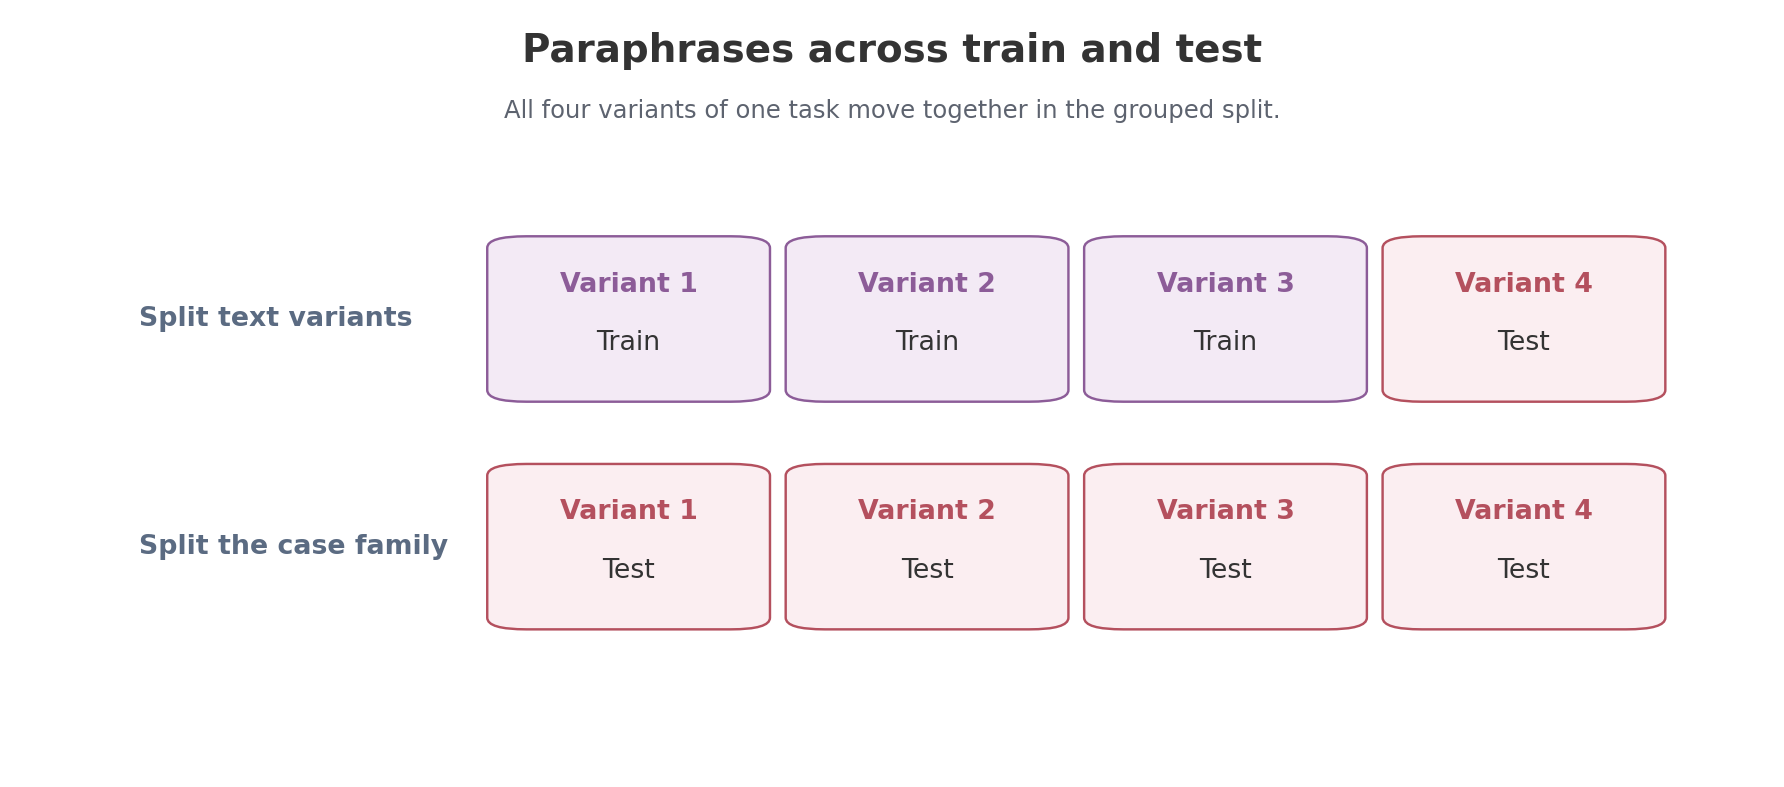 Paraphrases across train and test
All four variants of one task move together in the grouped split.
Split text variants
Variant 1
Train
Variant 2
Train
Variant 3
Train
Variant 4
Test
Split the case family
Variant 1
Test
Variant 2
Test
Variant 3
Test
Variant 4
Test